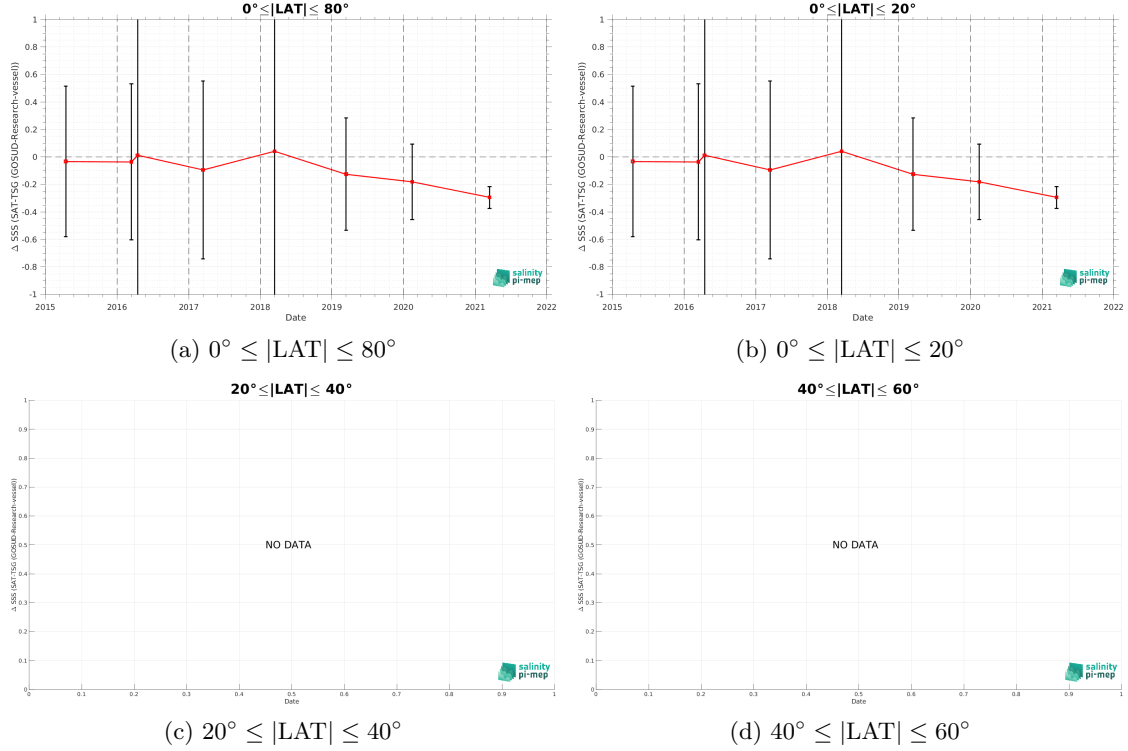 0°≤|LAT|≤ 80°
1
0.8
0.6
0.4
0.2
0
-0.2
-0.4
-0.6
-0.8
-1
Δ SSS (SAT-TSG (GOSUD-Research-vessel))
salinity
pi-mep
2015 2016 2017 2018 2019 2020 2021 2022
Date
(a) 0° ≤ |LAT| ≤ 80°
0°≤|LAT|≤ 20°
1
0.8
0.6
0.4
0.2
0
-0.2
-0.4
-0.6
-0.8
-1
Δ SSS (SAT-TSG (GOSUD-Research-vessel))
salinity
pi-mep
2015 2016 2017 2018 2019 2020 2021 2022
Date
(b) 0° ≤ |LAT| ≤ 20°
20°≤|LAT|≤ 40°
1
0.9
0.8
0.7
0.6
0.5
0.4
0.3
0.2
0.1
0
Δ SSS (SAT-TSG (GOSUD-Research-vessel))
NO DATA
salinity
pi-mep
0 0.1 0.2 0.3 0.4 0.5 0.6 0.7 0.8 0.9 1
Date
(c) 20° ≤ |LAT| ≤ 40°
40°≤|LAT|≤ 60°
1
0.9
0.8
0.7
0.6
0.5
0.4
0.3
0.2
0.1
0
Δ SSS (SAT-TSG (GOSUD-Research-vessel))
NO DATA
salinity
pi-mep
0 0.1 0.2 0.3 0.4 0.5 0.6 0.7 0.8 0.9 1
Date
(d) 40° ≤ |LAT| ≤ 60°